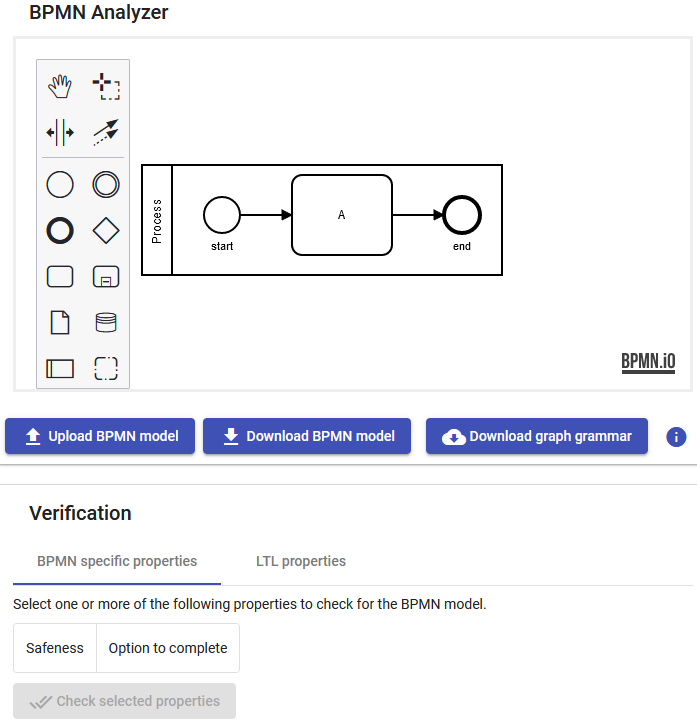 BPMN Analyzer
Process
A
start
end
BPMN.iO
Upload BPMN model
Download BPMN model
Download graph grammar
i
Verification
BPMN specific properties
LTL properties
Select one or more of the following properties to check for the BPMN model.
Safeness
Option to complete
Check selected properties